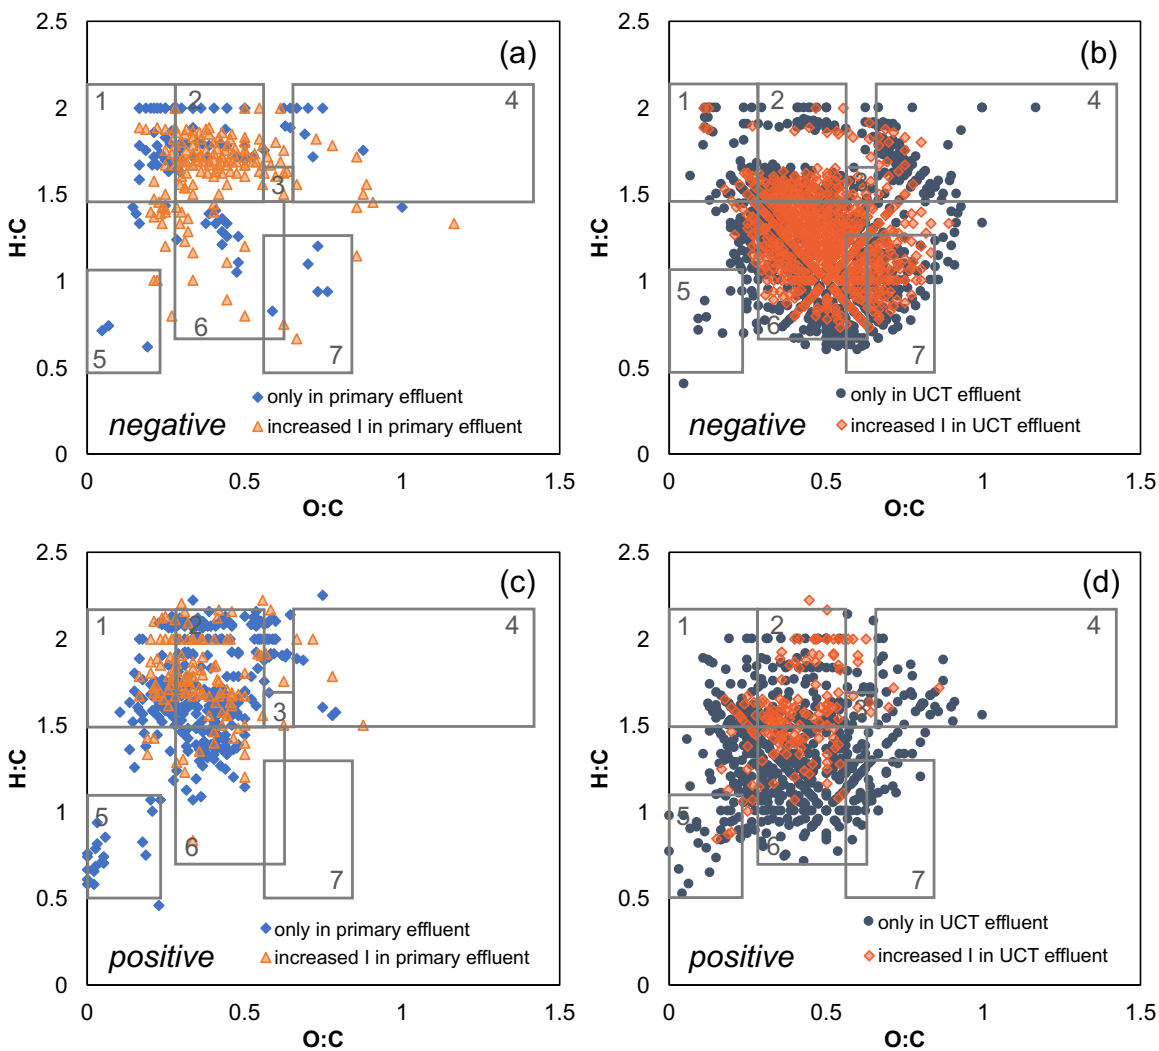 2.5
2
1.5
1
0.5
0
H:C
(a)
1
2
3
4
5
6
7
only in primary effluent
increased I in primary effluent
negative
0
0.5
1
1.5
O:C
2.5
2
1.5
1
0.5
0
H:C
(b)
1
2
3
4
5
6
7
only in UCT effluent
increased I in UCT effluent
negative
0
0.5
1
1.5
O:C
2.5
2
1.5
1
0.5
0
H:C
(c)
1
2
3
4
5
6
7
only in primary effluent
increased I in primary effluent
positive
0
0.5
1
1.5
O:C
2.5
2
1.5
1
0.5
0
H:C
(d)
1
2
3
4
5
6
7
only in UCT effluent
increased I in UCT effluent
positive
0
0.5
1
1.5
O:C